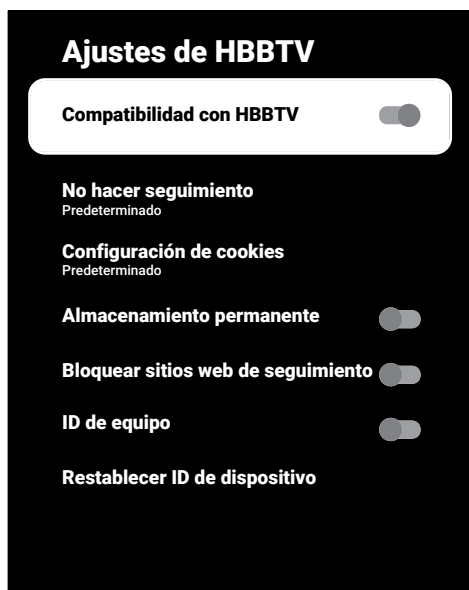 Ajustes de HBBTV
Compatibilidad con HBBTV
No hacer seguimiento
Predeterminado
Configuración de cookies
Predeterminado
Almacenamiento permanente
Bloquear sitios web de seguimiento
ID de equipo
Restablecer ID de dispositivo